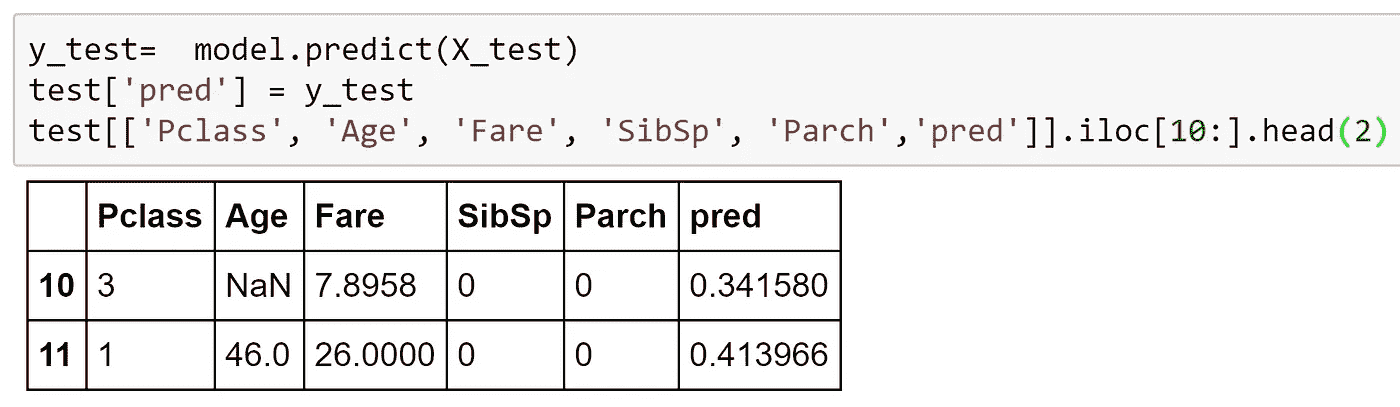 y_test=  model.predict(X_test)
test['pred'] = y_test
test[['Pclass', 'Age', 'Fare', 'SibSp', 'Parch','pred']].iloc[10:].head(2)
Pclass Age Fare SibSp Parch pred
10 3 NaN 7.8958 0 0 0.341580
11 1 46.0 26.0000 0 0 0.413966